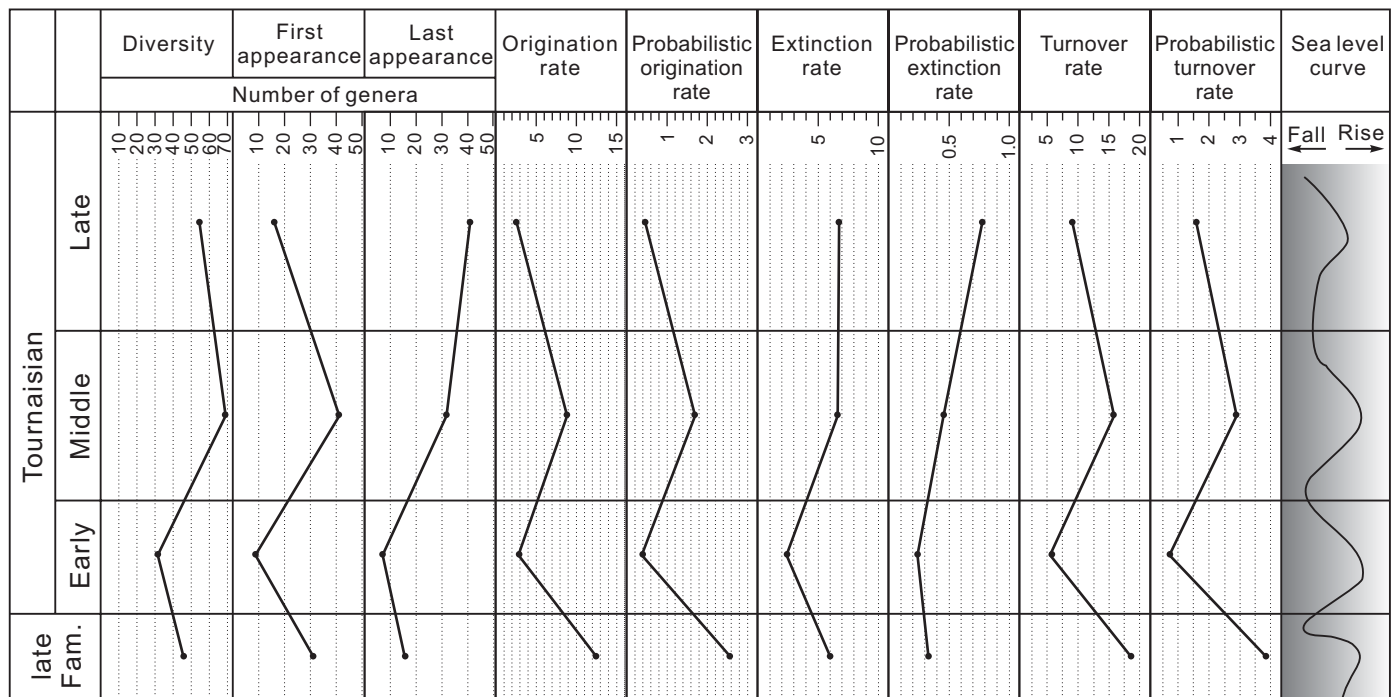 Diversity
First
appearance
Last
appearance
Origination
rate
Probabilistic
origination
rate
Extinction
rate
Probabilistic
extinction
rate
Turnover
rate
Probabilistic
turnover
rate
Sea level
curve
Number of genera
10 20 30 40 50 60 70
10 20 30 40 50
10 20 30 40 50
5 10 15
1 2 3
5 10
0.5 1.0
5 10 15 20
1 2 3 4
Fall Rise
Tournaisian
Late
Middle
Early
late
Fam.